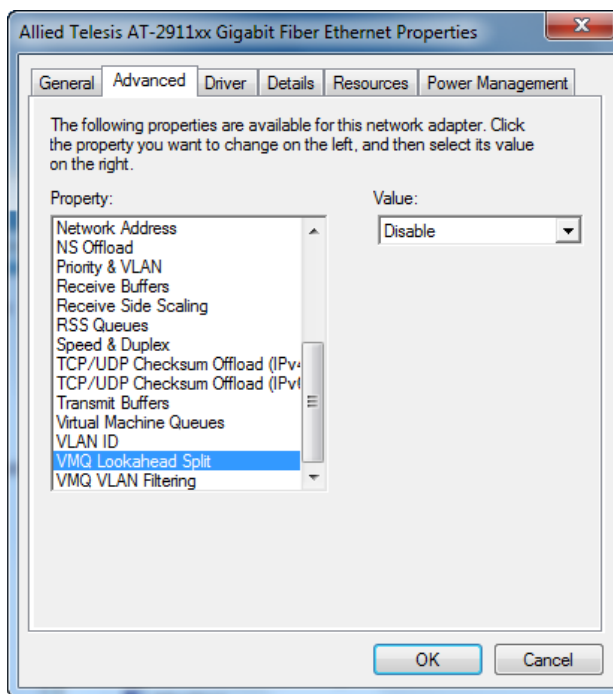 Allied Telesis AT-2911xx Gigabit Fiber Ethernet Properties
General Advanced Driver Details Resources Power Management
The following properties are available for this network adapter. Click
the property you want to change on the left, and then select its value
on the right.
Property: Value:
Network Address Disable
NS Offload
Priority & VLAN
Receive Buffers
Receive Side Scaling
RSS Queues
Speed & Duplex
TCP/UDP Checksum Offload (IPv4
TCP/UDP Checksum Offload (IPv6
Transmit Buffers
Virtual Machine Queues
VLAN ID
VMQ Lookahead Split
VMQ VLAN Filtering
OK Cancel